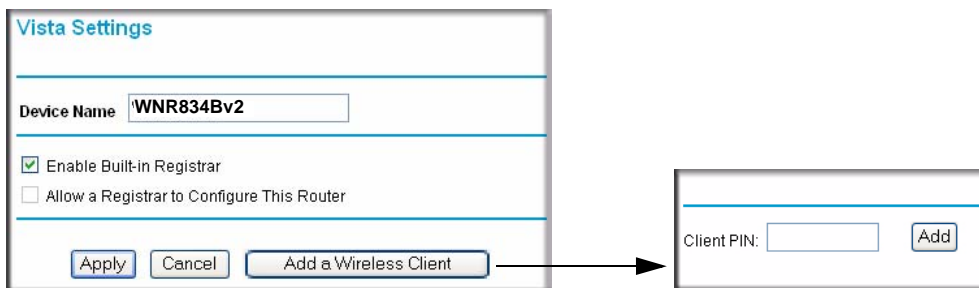 Vista Settings
Device Name WNR834Bv2
Enable Built-in Registrar
Allow a Registrar to Configure This Router
Apply Cancel Add a Wireless Client
Client PIN: Add